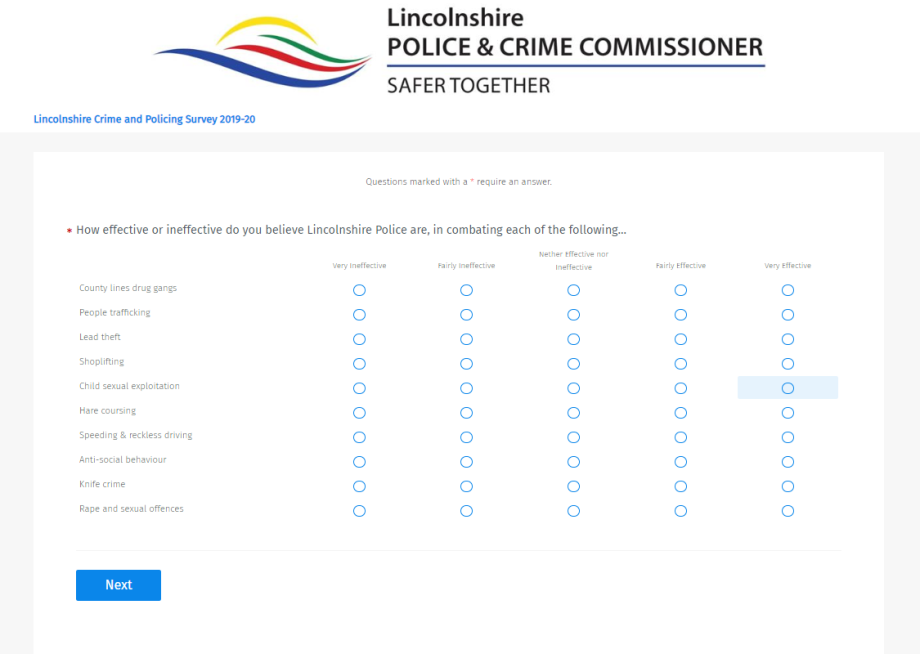 Lincolnshire
POLICE & CRIME COMMISSIONER
SAFER TOGETHER
Lincolnshire Crime and Policing Survey 2019-20
Questions marked with a * require an answer.
* How effective or ineffective do you believe Lincolnshire Police are, in combating each of the following...
Very Ineffective Fairly Ineffective Nether Effective nor Ineffective Fairly Effective Very Effective
County lines drug gangs
People trafficking
Lead theft
Shoplifting
Child sexual exploitation
Hare coursing
Speeding & reckless driving
Anti-social behaviour
Knife crime
Rape and sexual offences
Next